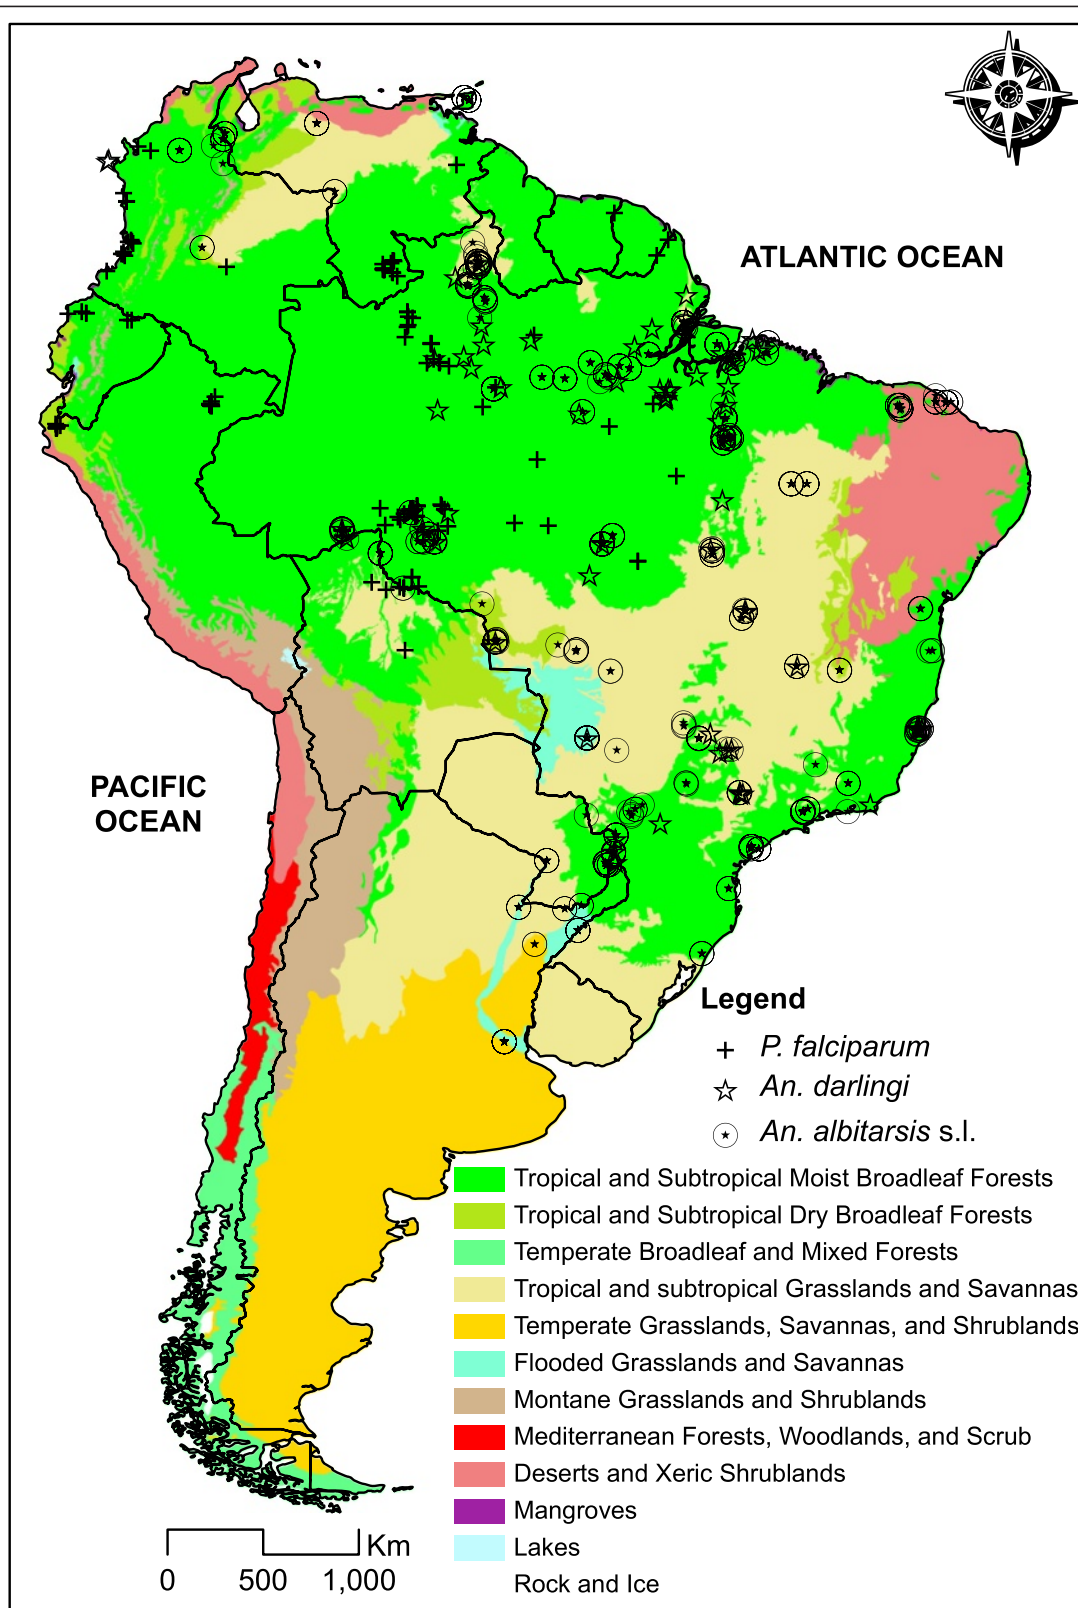 ATLANTIC OCEAN
PACIFIC
OCEAN
Legend
P. falciparum
An. darlingi
An. albitarsis s.l.
Tropical and Subtropical Moist Broadleaf Forests
Tropical and Subtropical Dry Broadleaf Forests
Temperate Broadleaf and Mixed Forests
Tropical and subtropical Grasslands and Savannas
Temperate Grasslands, Savannas, and Shrublands
Flooded Grasslands and Savannas
Montane Grasslands and Shrublands
Mediterranean Forests, Woodlands, and Scrub
Deserts and Xeric Shrublands
Mangroves
Lakes
Rock and Ice
Km
0 500 1,000